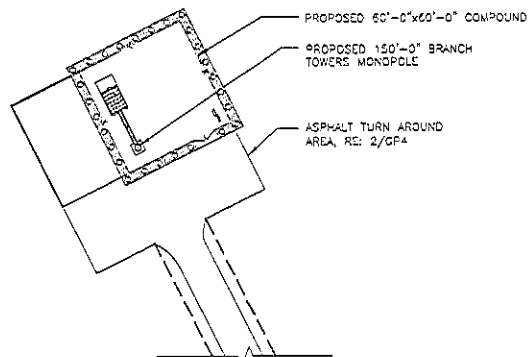 PROPOSED 60'-0"x60'-0" COMPOUND
PROPOSED 150'-0" BRANCH
TOWERS MONOPOLE
ASPHALT TURN AROUND
AREA, RE: 2/GP4